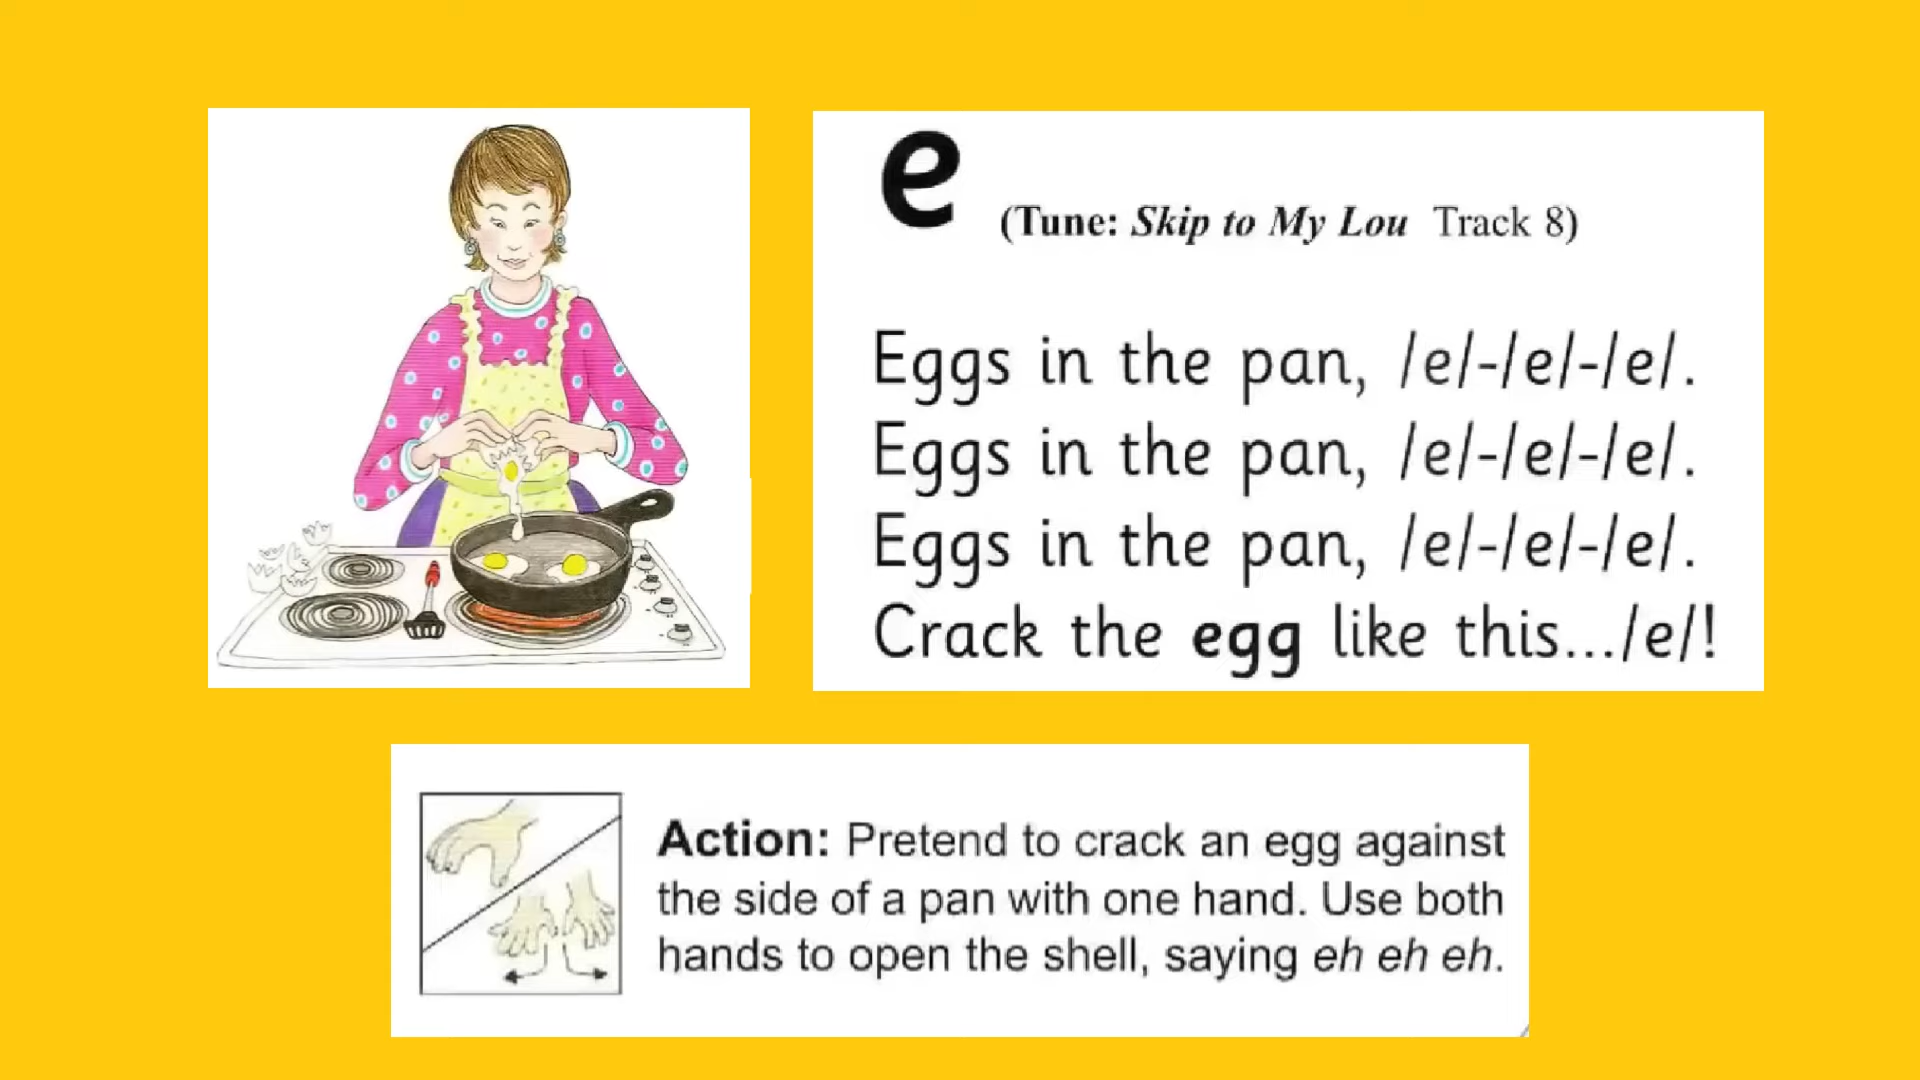 e
(Tune: Skip to My Lou Track 8)
Eggs in the pan, /e/-/e/-/e/.
Eggs in the pan, /e/-/e/-/e/.
Eggs in the pan, /e/-/e/-/e/.
Crack the egg like this.../e/!
Action: Pretend to crack an egg against
the side of a pan with one hand. Use both
hands to open the shell, saying eh eh eh.